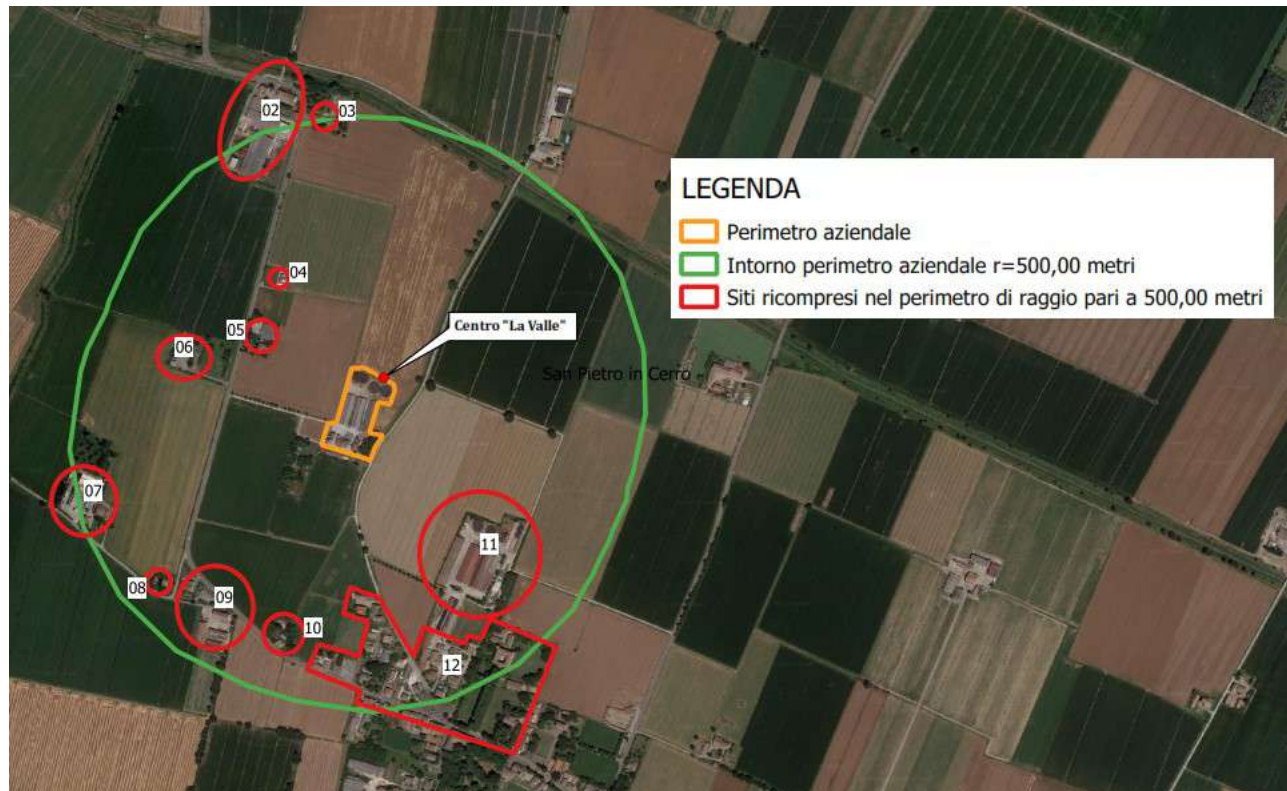 02
03
LEGENDA
Perimetro aziendale
Intorno perimetro aziendale r=500,00 metri
Siti ricompresi nel perimetro di raggio pari a 500,00 metri
04
05
Centro "La Valle"
06
San Pietro in Cerro
07
11
08
09
10
12